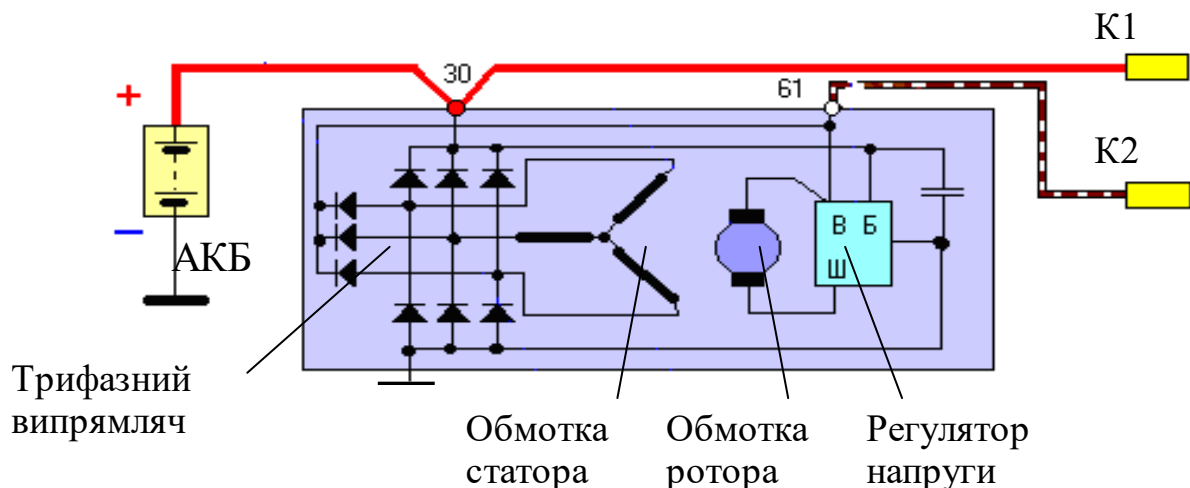 К1
30
61
+
К2
В Б
Ш
–
АКБ
Трифазний
випрямляч
Обмотка
статора
Обмотка
ротора
Регулятор
напруги